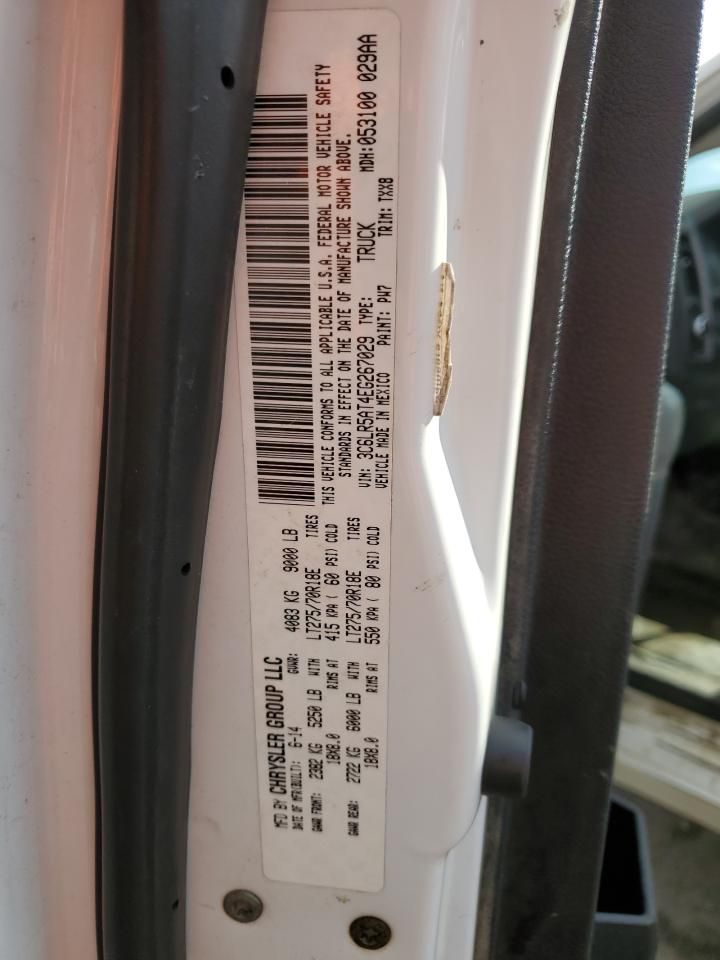 MFD BY CHRYSLER GROUP LLC
DATE OF MFR(BUILT): 6-14 GVWR: 4083 KG 9000 LB
GAWR FRONT: 2382 KG 5250 LB WITH LT275/70R18E TIRES
18X8.0 RIMS AT 415 KPA ( 60 PSI) COLD
GAWR REAR: 2722 KG 6000 LB WITH LT275/70R18E TIRES
18X8.0 RIMS AT 550 KPA ( 80 PSI) COLD
THIS VEHICLE CONFORMS TO ALL APPLICABLE U.S.A. FEDERAL MOTOR VEHICLE SAFETY
STANDARDS IN EFFECT ON THE DATE OF MANUFACTURE SHOWN ABOVE.
VIN: 3C6LR5AT4EG267029 TYPE: TRUCK MDH:053100 029AA
VEHICLE MADE IN MEXICO PAINT: PW7 TRIM: TXX8